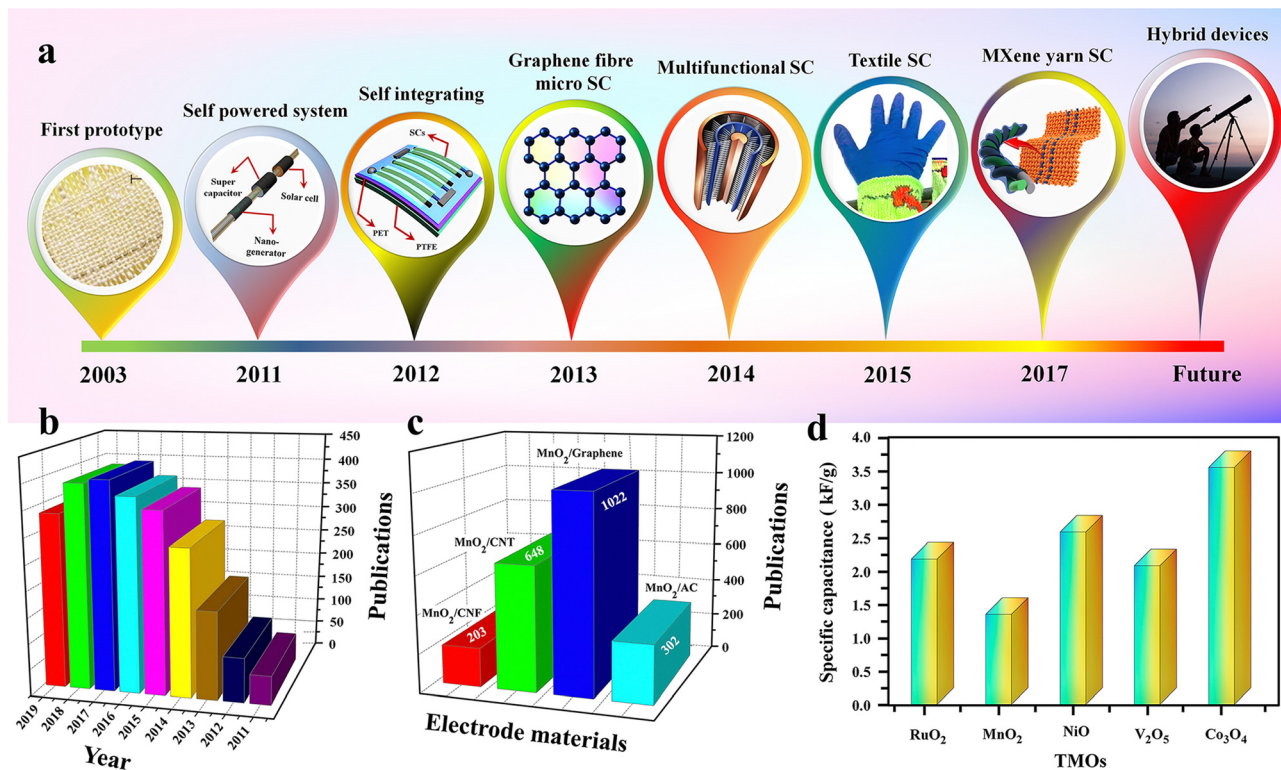 a
First prototype
Self powered system
Super
capacitor
Solar cell
Nano-
generator
Self integrating
SCs
PET
PTFE
Graphene fibre
micro SC
Multifunctional SC
Textile SC
MXene yarn SC
Hybrid devices
2003
2011
2012
2013
2014
2015
2017
Future
b
450
400
350
300
250
200
150
100
50
0
Publications
2019
2018
2017
2016
2015
2014
2013
2012
2011
Year
c
MnO₂/CNF
203
MnO₂/CNT
648
MnO₂/Graphene
1022
MnO₂/AC
302
1200
1000
800
600
400
200
0
Publications
Electrode materials
d
Specific capacitance ( kF/g)
4.0
3.5
3.0
2.5
2.0
1.5
1.0
0.5
0.0
RuO₂
MnO₂
NiO
V₂O₅
Co₃O₄
TMOs